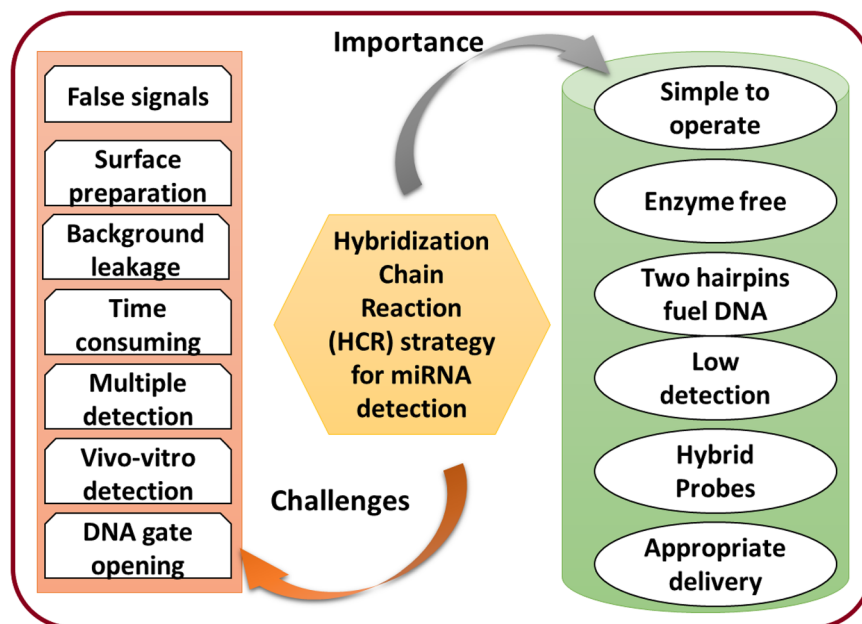 Importance
False signals
Surface
preparation
Background
leakage
Time
consuming
Multiple
detection
Vivo-vitro
detection
DNA gate
opening
Hybridization
Chain
Reaction
(HCR) strategy
for miRNA
detection
Challenges
Simple to
operate
Enzyme free
Two hairpins
fuel DNA
Low
detection
Hybrid
Probes
Appropriate
delivery